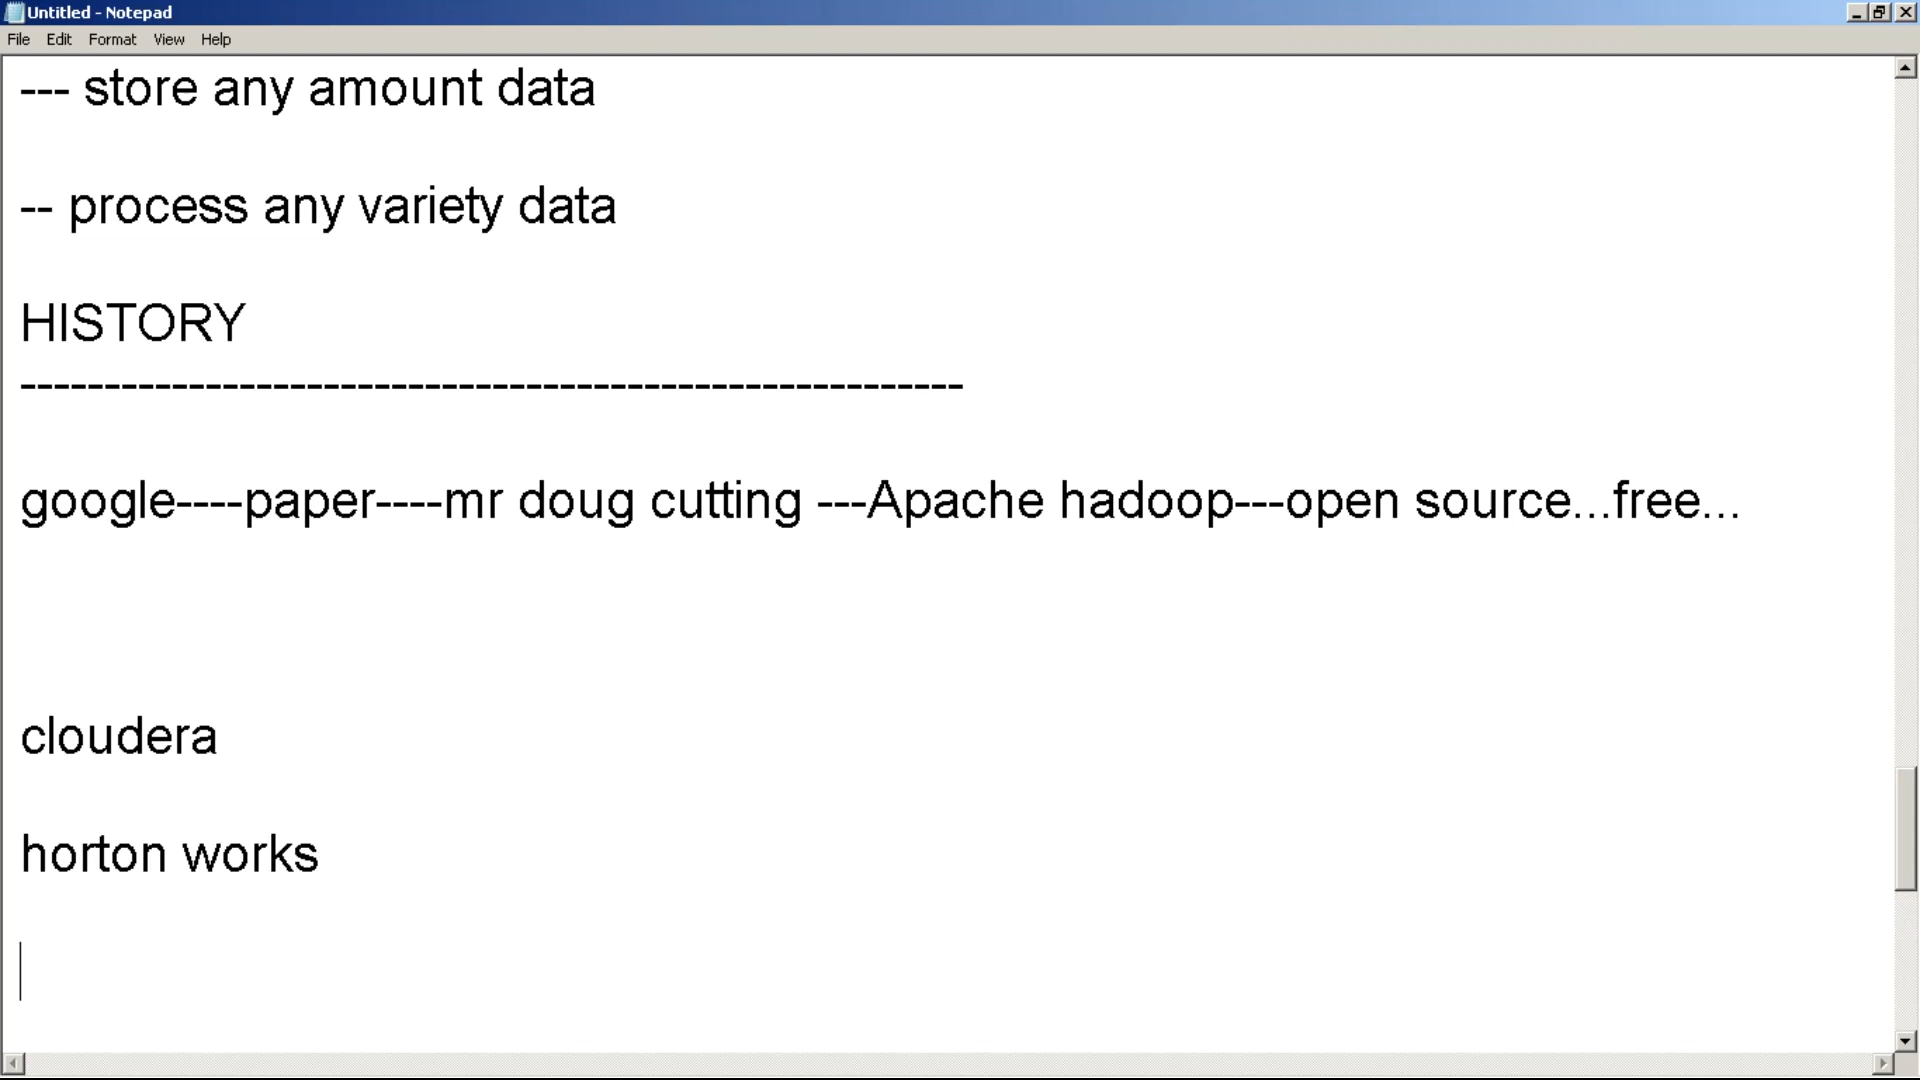 Untitled - Notepad
File Edit Format View Help
--- store any amount data
-- process any variety data
HISTORY
--------------------------------------------------------
google----paper----mr doug cutting ---Apache hadoop---open source...free...
cloudera
horton works